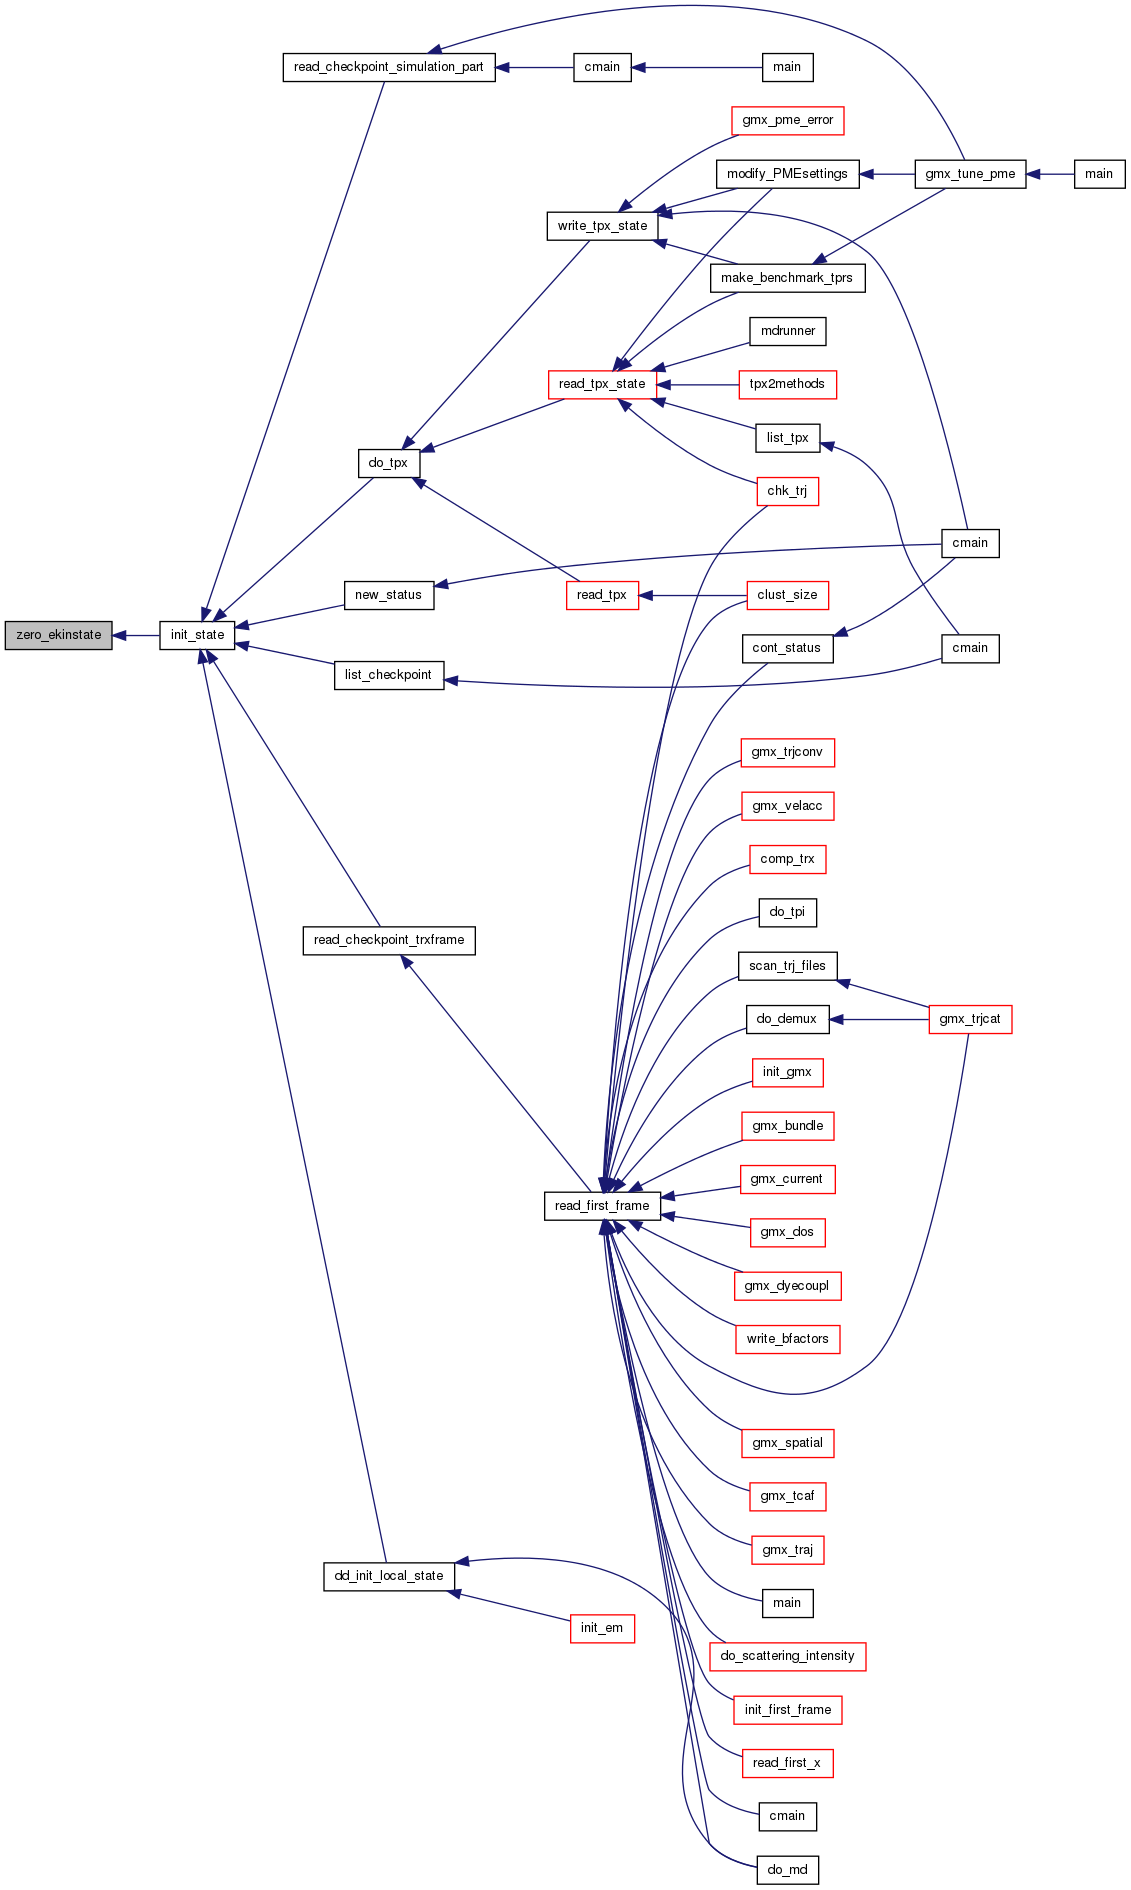 read_checkpoint_simulation_part
cmain
main
gmx_pme_error
modify_PMEsettings
gmx_tune_pme
main
write_tpx_state
make_benchmark_tprs
mdrunner
read_tpx_state
tpx2methods
list_tpx
do_tpx
chk_trj
cmain
new_status
read_tpx
clust_size
zero_ekinstate
init_state
cont_status
cmain
list_checkpoint
gmx_trjconv
gmx_velacc
comp_trx
do_tpi
read_checkpoint_trxframe
scan_trj_files
do_demux
gmx_trjcat
init_gmx
gmx_bundle
gmx_current
read_first_frame
gmx_dos
gmx_dyecoupl
write_bfactors
gmx_spatial
gmx_tcaf
gmx_traj
dd_init_local_state
main
init_em
do_scattering_intensity
init_first_frame
read_first_x
cmain
do_md